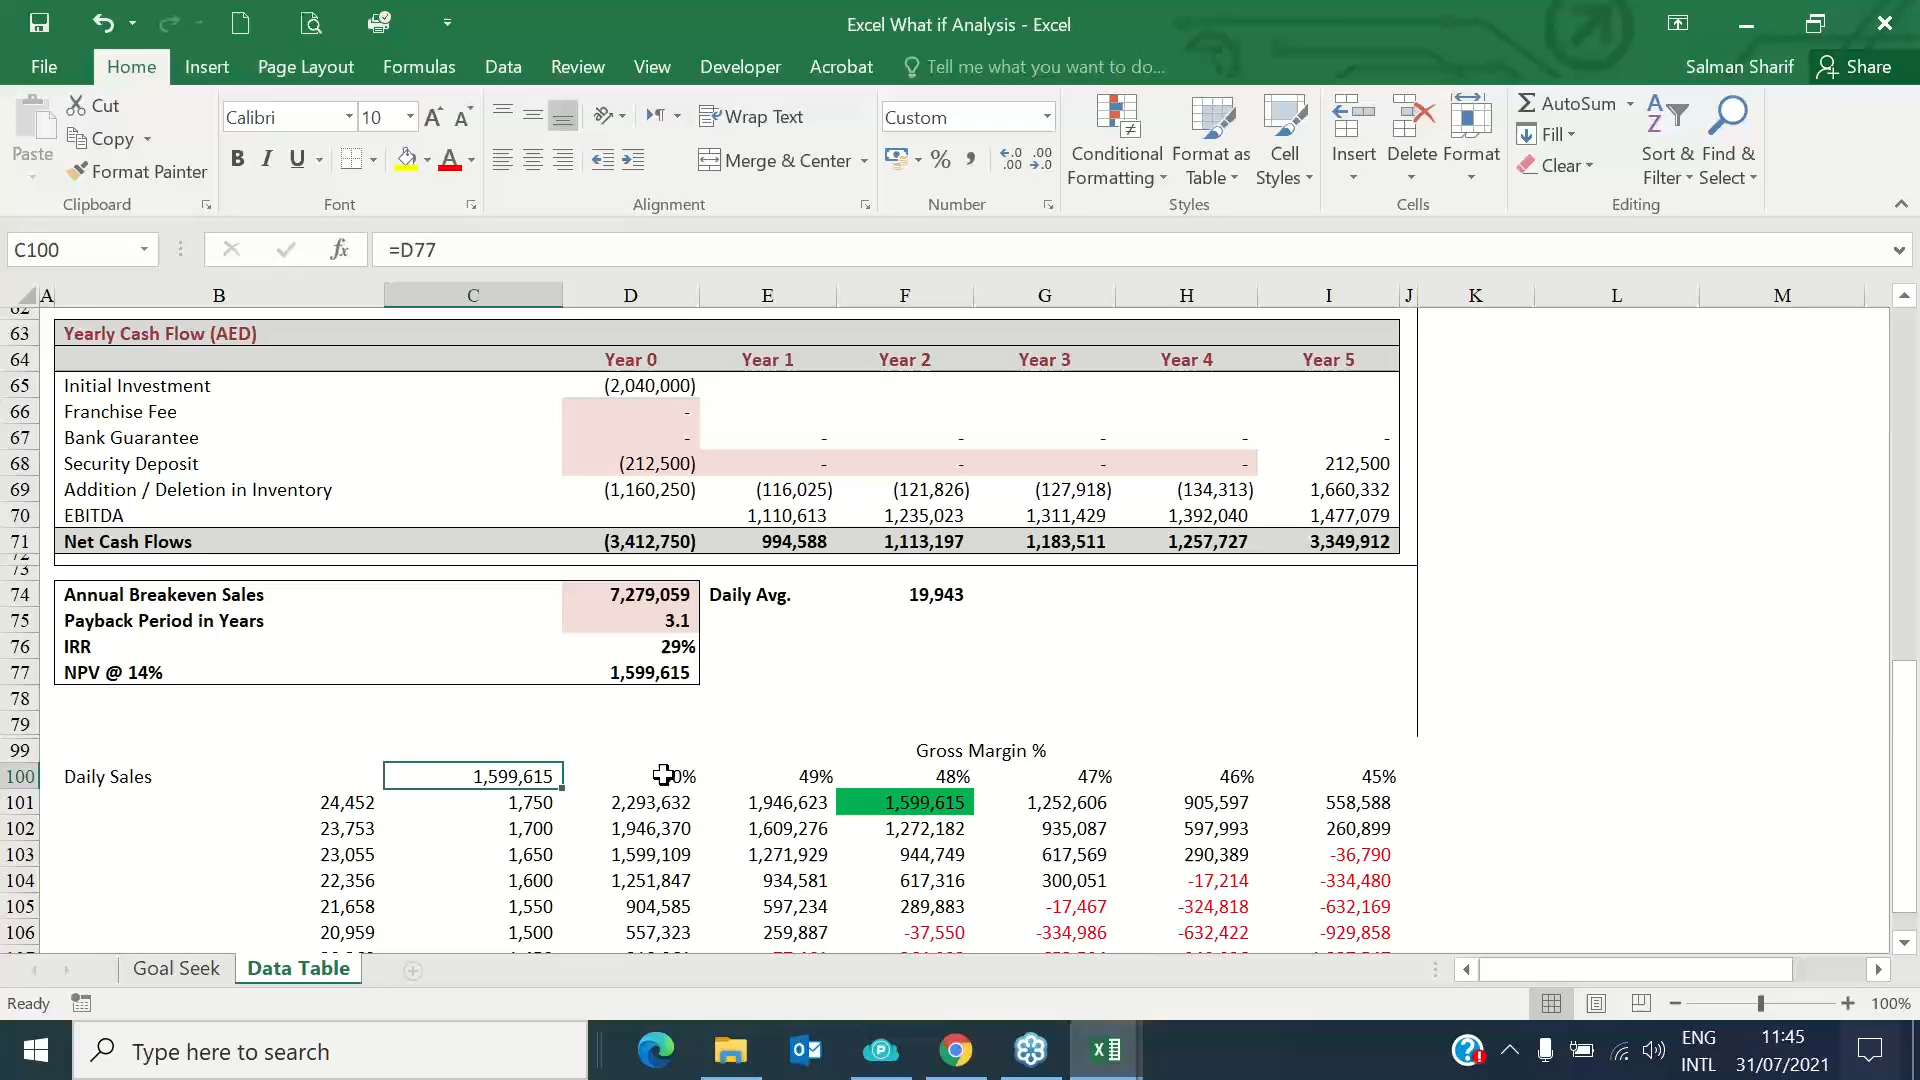 Excel What if Analysis - Excel
File Home Insert Page Layout Formulas Data Review View Developer Acrobat Tell me what you want to do... Salman Sharif Share
Paste Cut Copy Format Painter Clipboard
Calibri 10 A A B I U A Font
Wrap Text Merge & Center Alignment
Custom % , .00 .0 Number
Conditional Formatting Format as Table Cell Styles Styles
Insert Delete Format Cells
AutoSum Fill Clear Sort & Filter Find & Select Editing
C100 fx =D77
A B C D E F G H I J K L M
63 Yearly Cash Flow (AED)
64 Year 0 Year 1 Year 2 Year 3 Year 4 Year 5
65 Initial Investment (2,040,000)
66 Franchise Fee -
67 Bank Guarantee - - - - - -
68 Security Deposit (212,500) - - - - 212,500
69 Addition / Deletion in Inventory (1,160,250) (116,025) (121,826) (127,918) (134,313) 1,660,332
70 EBITDA 1,110,613 1,235,023 1,311,429 1,392,040 1,477,079
71 Net Cash Flows (3,412,750) 994,588 1,113,197 1,183,511 1,257,727 3,349,912
72
73
74 Annual Breakeven Sales 7,279,059 Daily Avg. 19,943
75 Payback Period in Years 3.1
76 IRR 29%
77 NPV @ 14% 1,599,615
78
79
99 Gross Margin %
100 Daily Sales 1,599,615 0% 49% 48% 47% 46% 45%
101 24,452 1,750 2,293,632 1,946,623 1,599,615 1,252,606 905,597 558,588
102 23,753 1,700 1,946,370 1,609,276 1,272,182 935,087 597,993 260,899
103 23,055 1,650 1,599,109 1,271,929 944,749 617,569 290,389 -36,790
104 22,356 1,600 1,251,847 934,581 617,316 300,051 -17,214 -334,480
105 21,658 1,550 904,585 597,234 289,883 -17,467 -324,818 -632,169
106 20,959 1,500 557,323 259,887 -37,550 -334,986 -632,422 -929,858
Goal Seek Data Table
Ready 100%
Type here to search
ENG INTL
11:45
31/07/2021